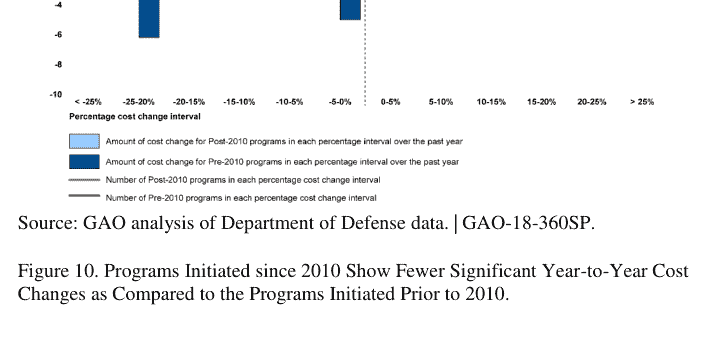 -4
-6
-8
-10
< -25% -25-20% -20-15% -15-10% -10-5% -5-0% 0-5% 5-10% 10-15% 15-20% 20-25% > 25%
Percentage cost change interval
Amount of cost change for Post-2010 programs in each percentage interval over the past year
Amount of cost change for Pre-2010 programs in each percentage interval over the past year
Number of Post-2010 programs in each percentage cost change interval
Number of Pre-2010 programs in each percentage cost change interval
Source: GAO analysis of Department of Defense data. | GAO-18-360SP.
Figure 10. Programs Initiated since 2010 Show Fewer Significant Year-to-Year Cost
Changes as Compared to the Programs Initiated Prior to 2010.